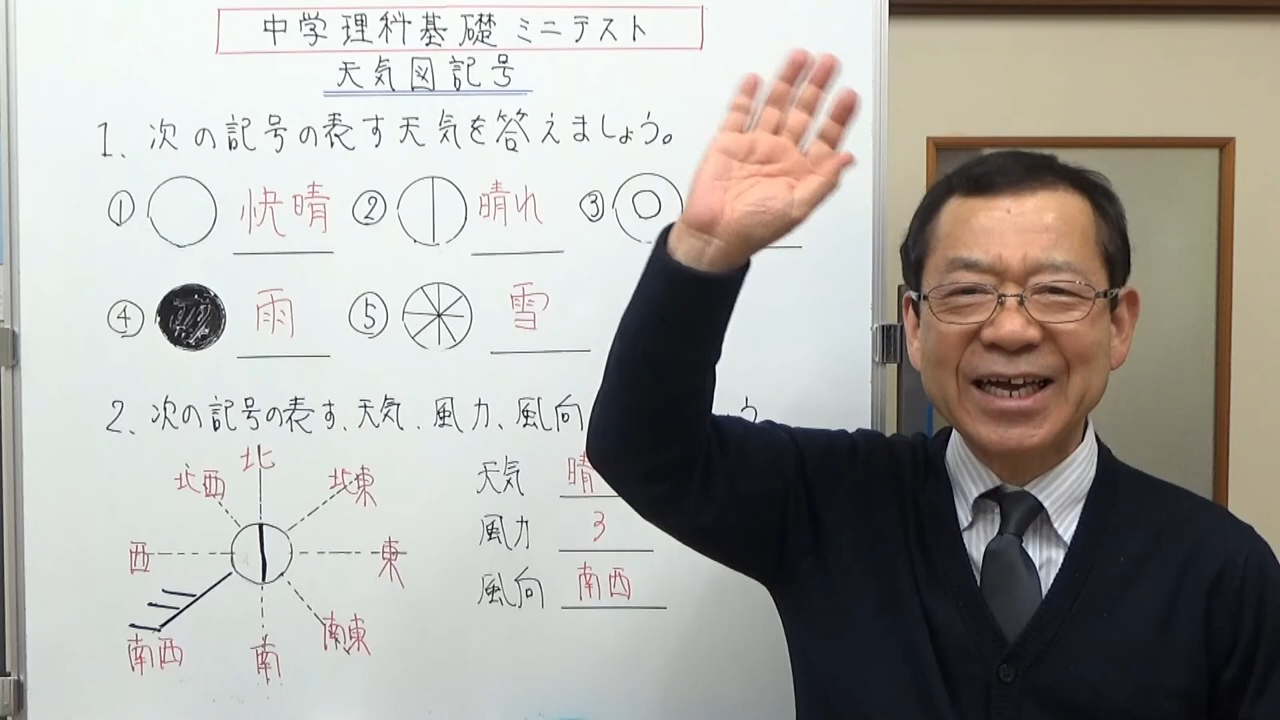 中学理科基礎ミニテスト
天気図記号
1、次の記号の表す天気を答えましょう。
① 快晴 ② 晴れ ③
④ 雨 ⑤ 雪
2、次の記号の表す、天気、風力、風向 う
北
北西 北東
西 東
南西 南 南東
天気 晴
風力 3
風向 南西